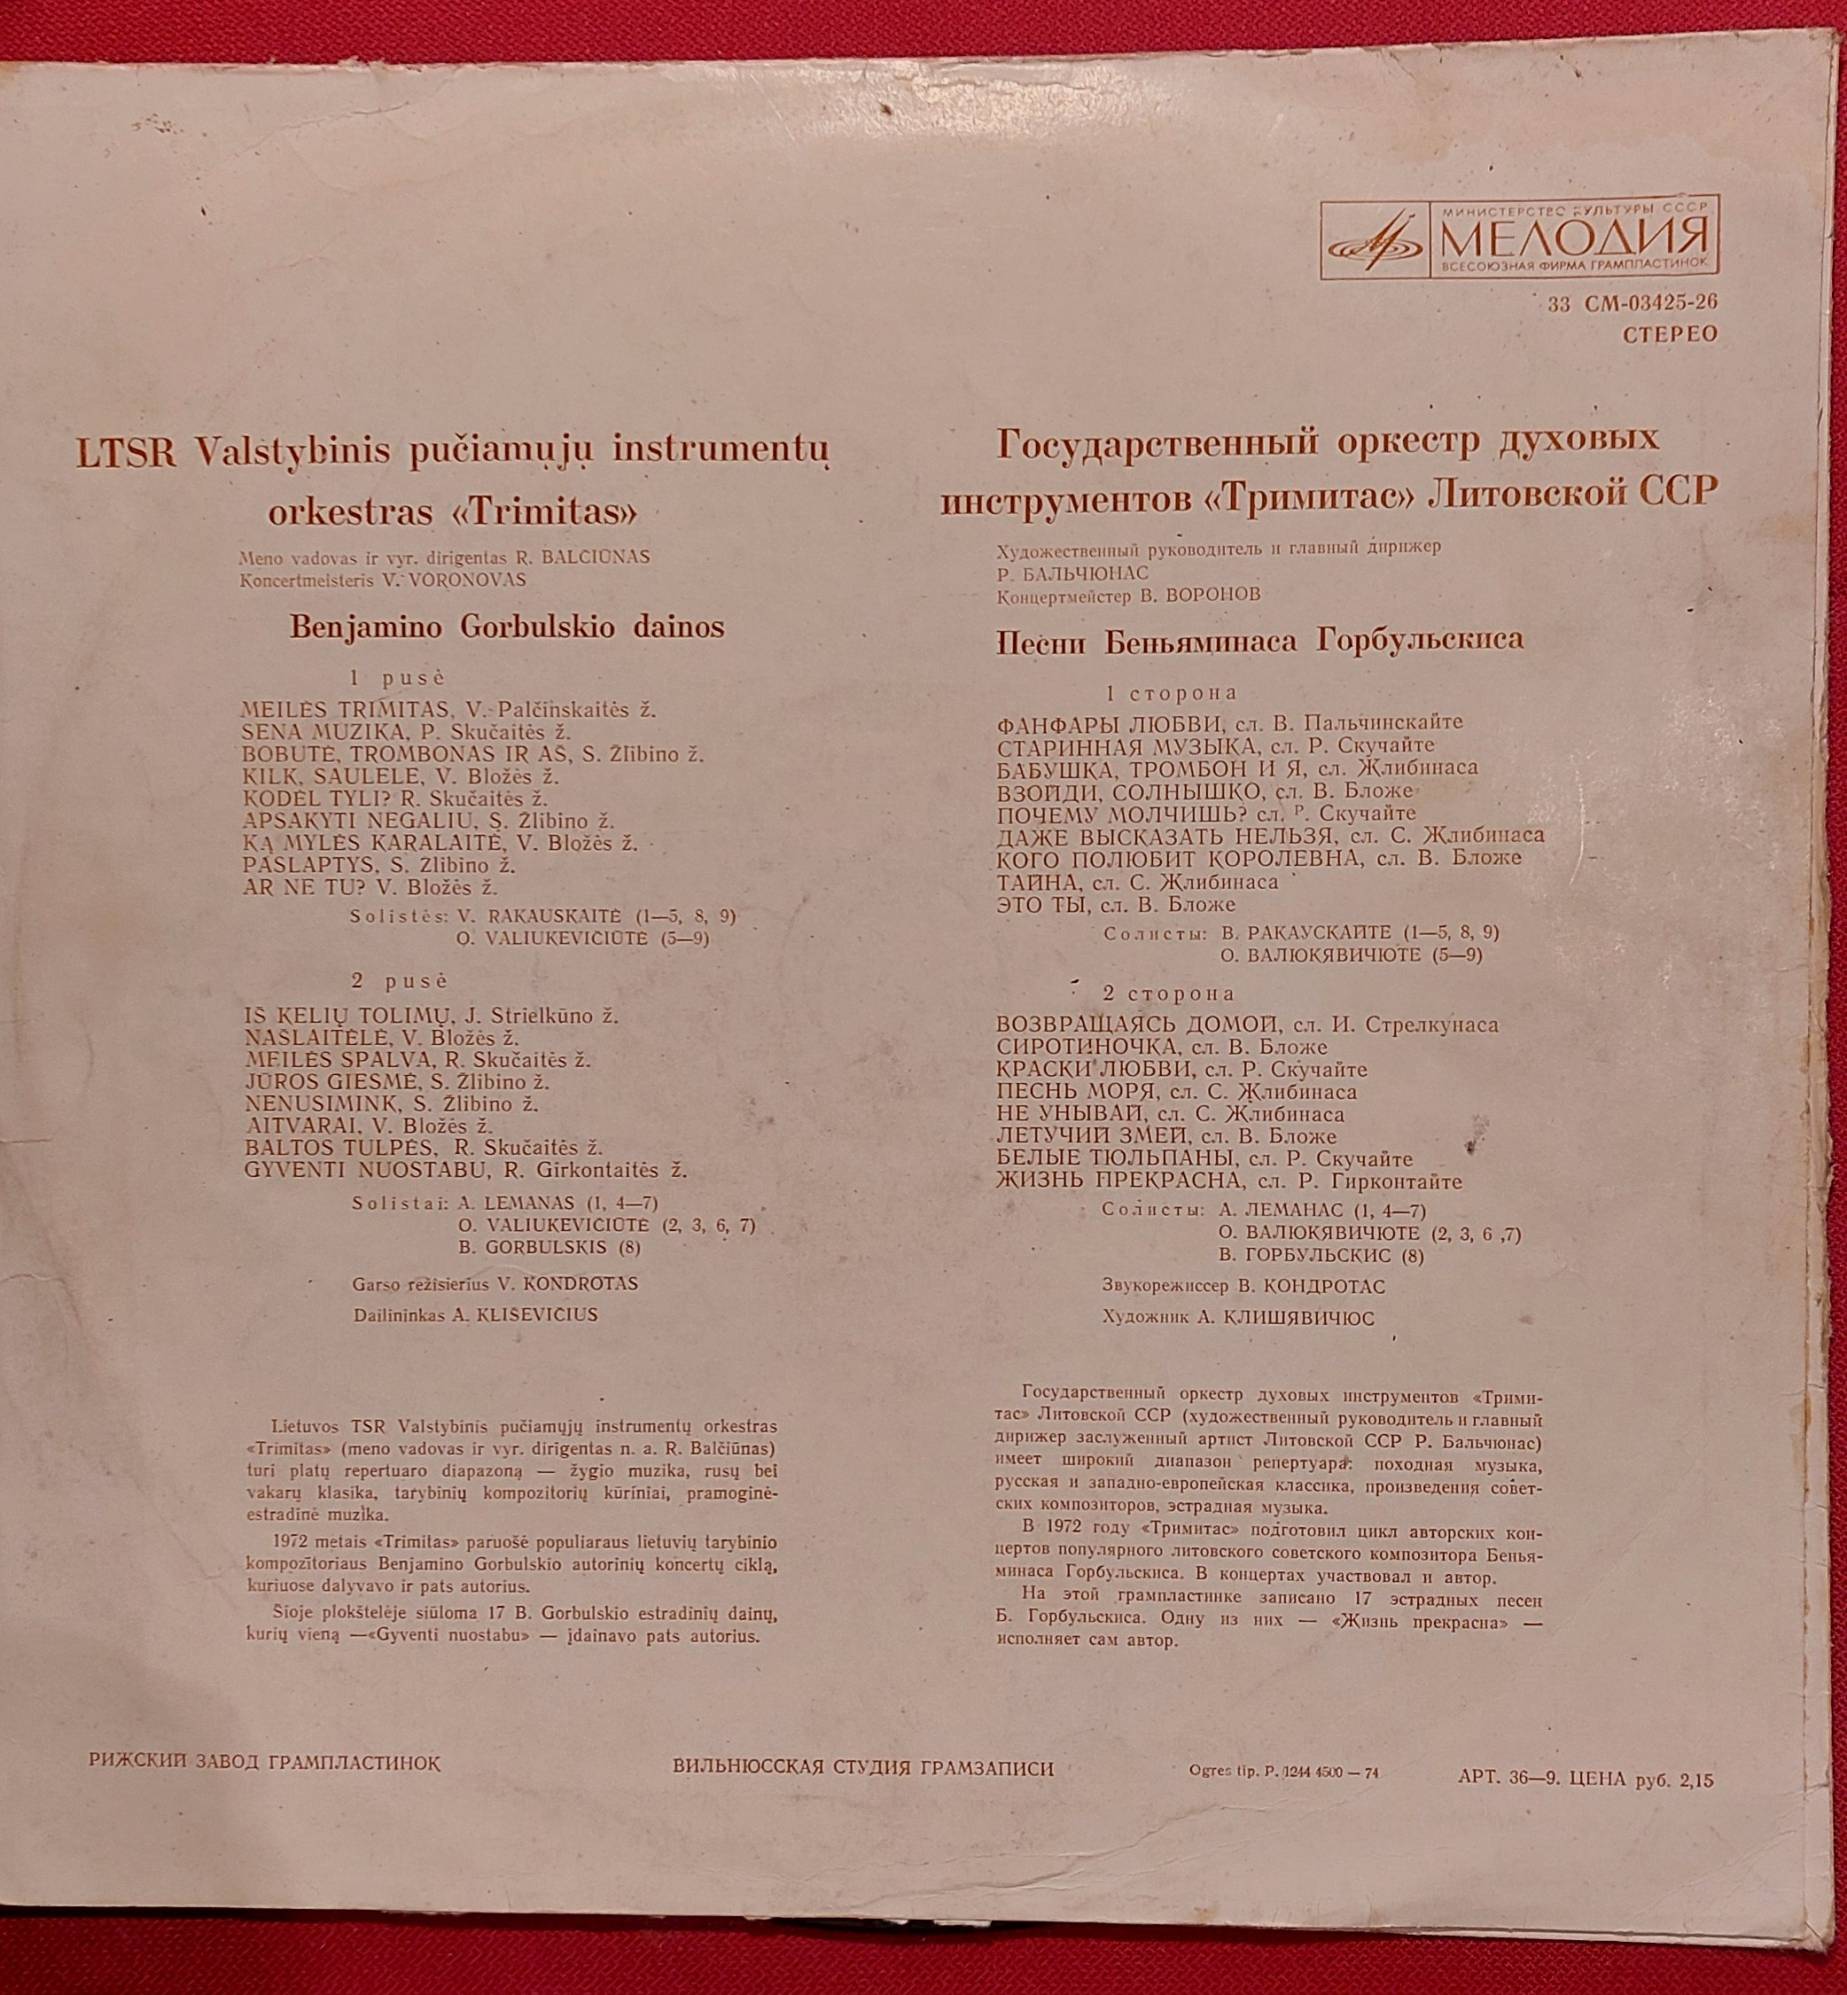 МИНИСТЕРСТВО КУЛЬТУРЫ СССР
МЕЛОДИЯ
ВСЕСОЮЗНАЯ ФИРМА ГРАМПЛАСТИНОК
33 СМ-03425-26
СТЕРЕО
LTSR Valstybinis pučiamųjų instrumentų
orkestras «Trimitas»
Meno vadovas ir vyr. dirigentas R. BALČIŪNAS
Koncertmeisteris V. VORONOVAS
Benjamino Gorbulskio dainos
1 pusė
MEILĖS TRIMITAS, V. Palčinskaitės ž.
SENA MUZIKA, P. Skučaitės ž.
BOBUTĖ, TROMBONAS IR AŠ, S. Žlibino ž.
KILK, SAULELE, V. Bložės ž.
KODĖL TYLI? R. Skučaitės ž.
APSAKYTI NEGALIU, S. Žlibino ž.
KĄ MYLĖS KARALAITĖ, V. Bložės ž.
PASLAPTYS, S. Žlibino ž.
AR NE TU? V. Bložės ž.
Solistės: V. RAKAUSKAITĖ (1—5, 8, 9)
O. VALIUKEVIČIŪTĖ (5—9)
2 pusė
IŠ KELIŲ TOLIMŲ, J. Strielkūno ž.
NAŠLAITĖLĖ, V. Bložės ž.
MEILĖS SPALVA, R. Skučaitės ž.
JŪROS GIESMĖ, S. Žlibino ž.
NENUSIMINK, S. Žlibino ž.
AITVARAI, V. Bložės ž.
BALTOS TULPĖS, R. Skučaitės ž.
GYVENTI NUOSTABU, R. Girkontaitės ž.
Solistai: A. LEMANAS (1, 4—7)
O. VALIUKEVIČIŪTĖ (2, 3, 6, 7)
B. GORBULSKIS (8)
Garso režisierius V. KONDROTAS
Dailininkas A. KLIŠEVIČIUS
Lietuvos TSR Valstybinis pučiamųjų instrumentų orkestras
«Trimitas» (meno vadovas ir vyr. dirigentas n. a. R. Balčiūnas)
turi platų repertuaro diapazoną — žygio muzika, rusų bei
vakarų klasika, tarybinių kompozitorių kūriniai, pramoginė-
estradinė muzika.
1972 metais «Trimitas» paruošė populiaraus lietuvių tarybinio
kompozitoriaus Benjamino Gorbulskio autorinių koncertų ciklą,
kuriuose dalyvavo ir pats autorius.
Šioje plokštelėje siūloma 17 B. Gorbulskio estradinių dainų,
kurių vieną —«Gyventi nuostabu» — įdainavo pats autorius.
Государственный оркестр духовых
инструментов «Тримитас» Литовской ССР
Художественный руководитель и главный дирижер
Р. БАЛЬЧЮНАС
Концертмейстер В. ВОРОНОВ
Песни Беньяминаса Горбульскиса
1 сторона
ФАНФАРЫ ЛЮБВИ, сл. В. Пальчинскайте
СТАРИННАЯ МУЗЫКА, сл. Р. Скучайте
БАБУШКА, ТРОМБОН И Я, сл. Жлибинаса
ВЗОЙДИ, СОЛНЫШКО, сл. В. Бложе
ПОЧЕМУ МОЛЧИШЬ? сл. Р. Скучайте
ДАЖЕ ВЫСКАЗАТЬ НЕЛЬЗЯ, сл. С. Жлибинаса
КОГО ПОЛЮБИТ КОРОЛЕВНА, сл. В. Бложе
ТАЙНА, сл. С. Жлибинаса
ЭТО ТЫ, сл. В. Бложе
Солисты: В. РАКАУСКАЙТЕ (1—5, 8, 9)
О. ВАЛЮКЯВИЧЮТЕ (5—9)
2 сторона
ВОЗВРАЩАЯСЬ ДОМОЙ, сл. И. Стрелкунаса
СИРОТИНОЧКА, сл. В. Бложе
КРАСКИ ЛЮБВИ, сл. Р. Скучайте
ПЕСНЬ МОРЯ, сл. С. Жлибинаса
НЕ УНЫВАЙ, сл. С. Жлибинаса
ЛЕТУЧИЙ ЗМЕЙ, сл. В. Бложе
БЕЛЫЕ ТЮЛЬПАНЫ, сл. Р. Скучайте
ЖИЗНЬ ПРЕКРАСНА, сл. Р. Гирконтайте
Солисты: А. ЛЕМАНАС (1, 4—7)
О. ВАЛЮКЯВИЧЮТЕ (2, 3, 6 ,7)
В. ГОРБУЛЬСКИС (8)
Звукорежиссер В. КОНДРОТАС
Художник А. КЛИШЯВИЧЮС
Государственный оркестр духовых инструментов «Трими-
тас» Литовской ССР (художественный руководитель и главный
дирижер заслуженный артист Литовской ССР Р. Бальчюнас)
имеет широкий диапазон репертуара: походная музыка,
русская и западно-европейская классика, произведения совет-
ских композиторов, эстрадная музыка.
В 1972 году «Тримитас» подготовил цикл авторских кон-
цертов популярного литовского советского композитора Бенья-
минаса Горбульскиса. В концертах участвовал и автор.
На этой грампластинке записано 17 эстрадных песен
Б. Горбульскиса. Одну из них — «Жизнь прекрасна» —
исполняет сам автор.
РИЖСКИЙ ЗАВОД ГРАМПЛАСТИНОК
ВИЛЬНЮССКАЯ СТУДИЯ ГРАМЗАПИСИ
Ogres tip. P. 1244 4500 — 74
АРТ. 36—9. ЦЕНА руб. 2,15